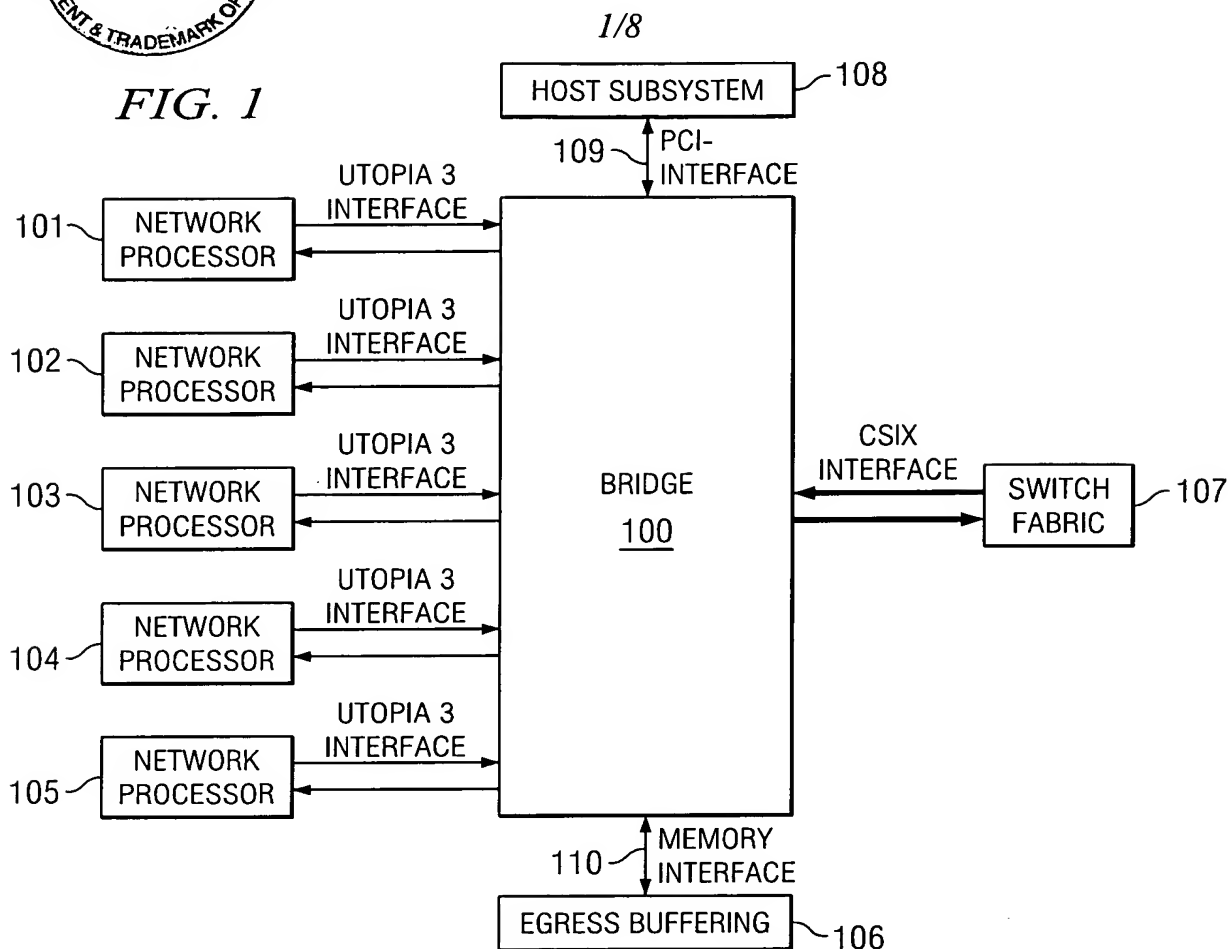 ENT & TRADEMARK OF
1/8
FIG. 1
HOST SUBSYSTEM
108
109
PCI-
INTERFACE
UTOPIA 3
INTERFACE
101
NETWORK
PROCESSOR
UTOPIA 3
INTERFACE
102
NETWORK
PROCESSOR
UTOPIA 3
INTERFACE
103
NETWORK
PROCESSOR
UTOPIA 3
INTERFACE
104
NETWORK
PROCESSOR
UTOPIA 3
INTERFACE
105
NETWORK
PROCESSOR
BRIDGE
100
CSIX
INTERFACE
SWITCH
FABRIC
107
110
MEMORY
INTERFACE
EGRESS BUFFERING
106